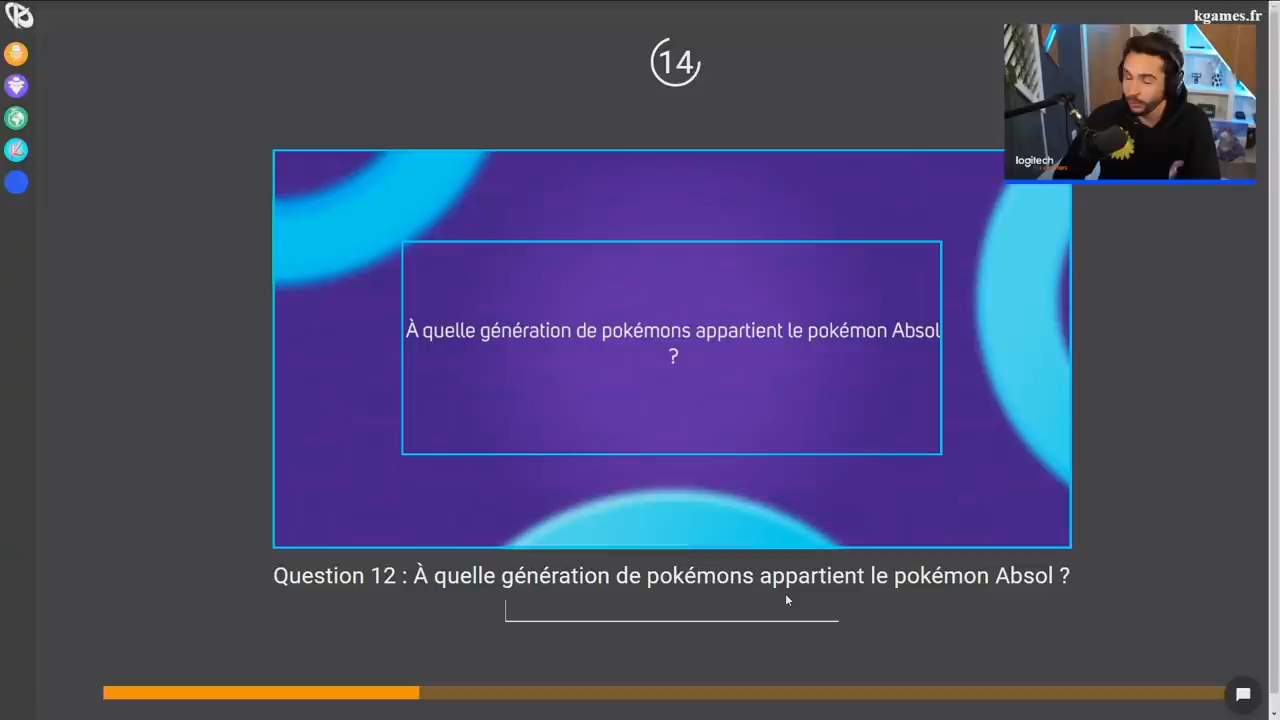 kgames.fr
14
logitech
À quelle génération de pokémons appartient le pokémon Absol
?
Question 12 : À quelle génération de pokémons appartient le pokémon Absol ?